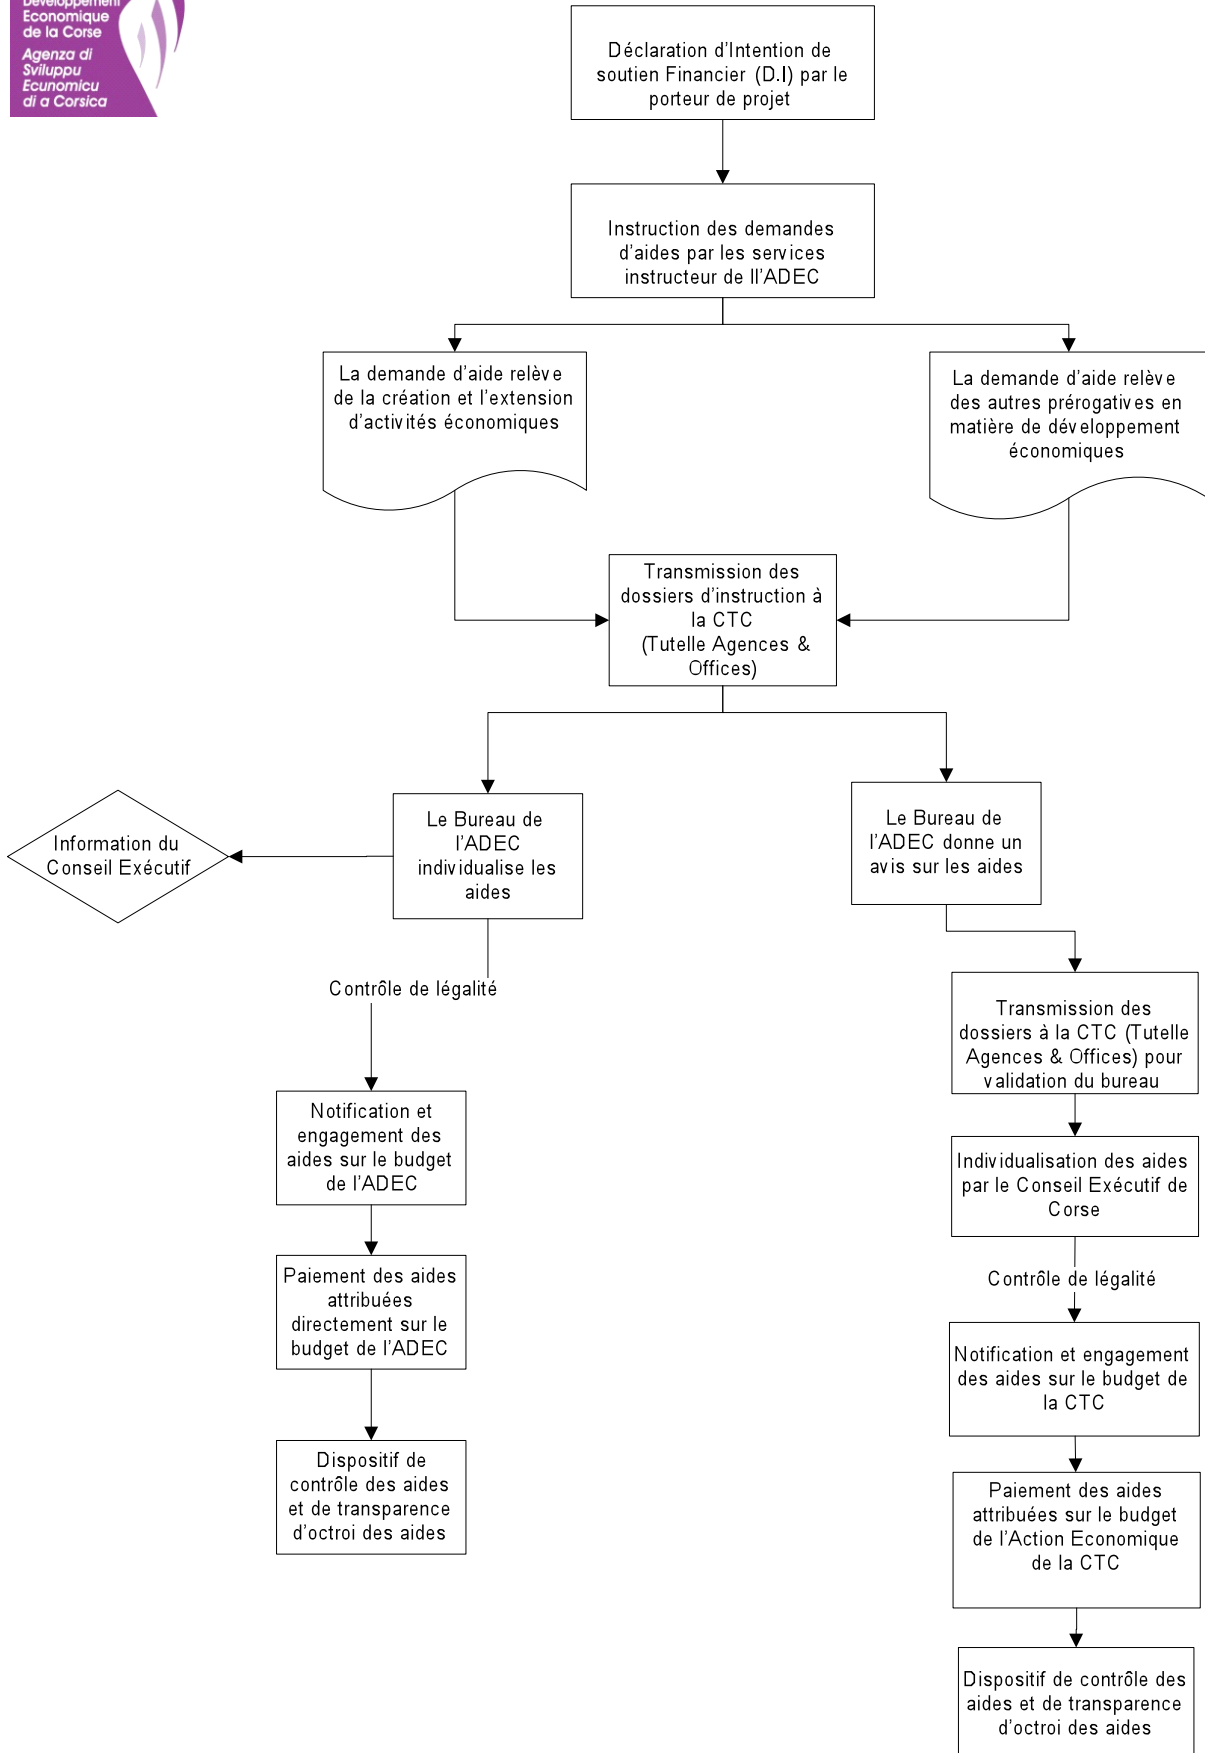 Développement
Economique
de la Corse
Agenza di
Sviluppu
Ecunomicu
di a Corsica
Déclaration d'Intention de
soutien Financier (D.I) par le
porteur de projet
Instruction des demandes
d'aides par les services
instructeur de ll'ADEC
La demande d'aide relève
de la création et l'extension
d'activités économiques
La demande d'aide relève
des autres prérogatives en
matière de développement
économiques
Transmission des
dossiers d'instruction à
la CTC
(Tutelle Agences &
Offices)
Information du
Conseil Exécutif
Le Bureau de
l'ADEC
individualise les
aides
Le Bureau de
l'ADEC donne un
avis sur les aides
Contrôle de légalité
Notification et
engagement des
aides sur le budget
de l'ADEC
Paiement des aides
attribuées
directement sur le
budget de l'ADEC
Dispositif de
contrôle des aides
et de transparence
d'octroi des aides
Transmission des
dossiers à la CTC (Tutelle
Agences & Offices) pour
validation du bureau
Individualisation des aides
par le Conseil Exécutif de
Corse
Contrôle de légalité
Notification et engagement
des aides sur le budget de
la CTC
Paiement des aides
attribuées sur le budget
de l'Action Economique
de la CTC
Dispositif de contrôle des
aides et de transparence
d'octroi des aides